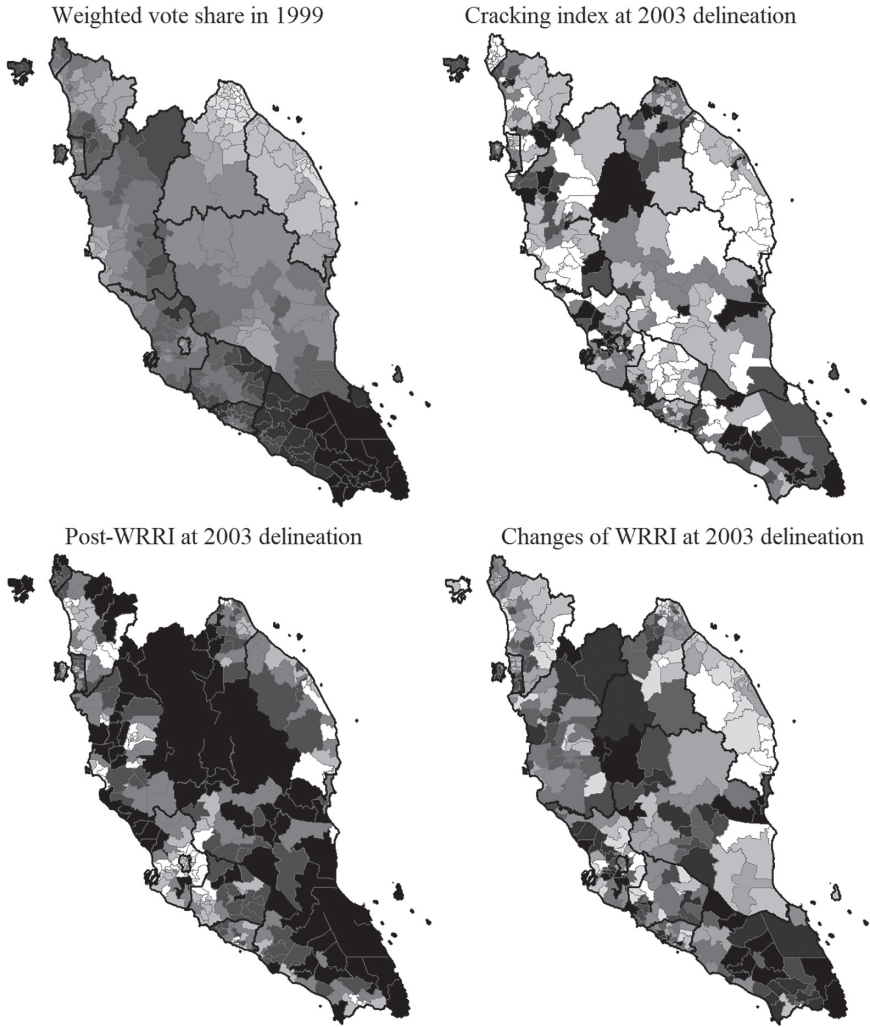 Weighted vote share in 1999
Cracking index at 2003 delineation
Post-WRRI at 2003 delineation
Changes of WRRI at 2003 delineation